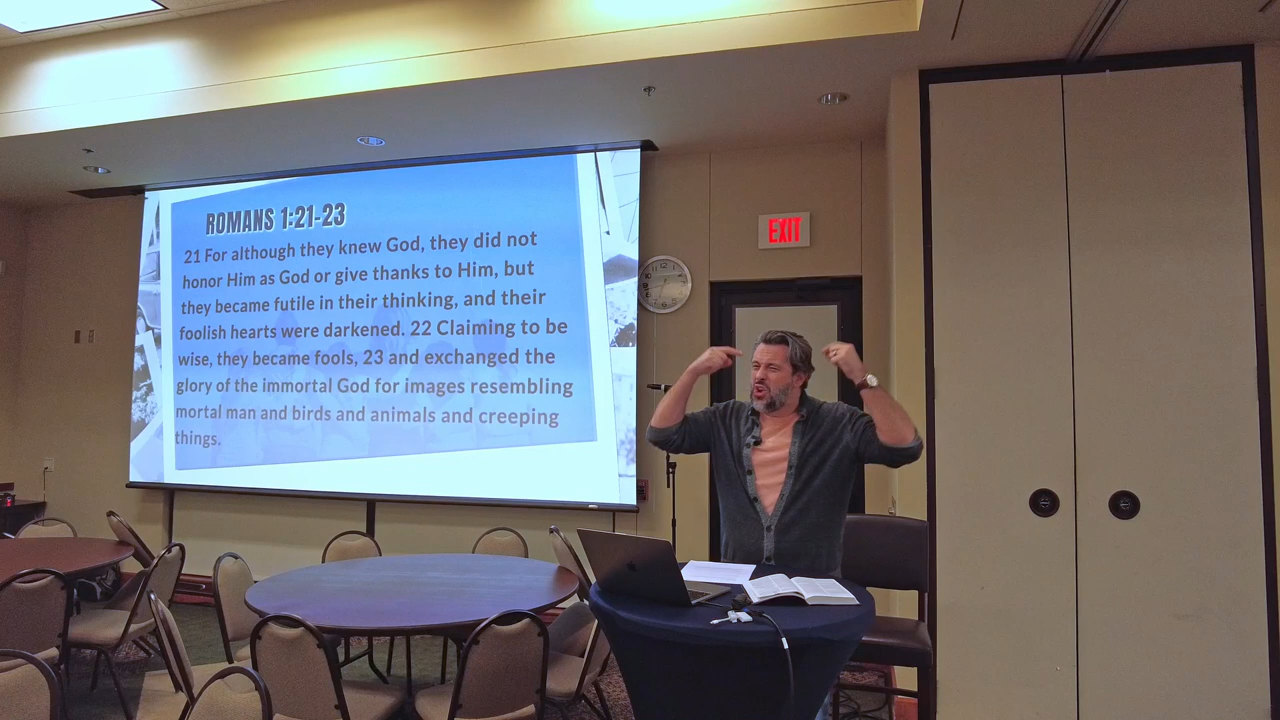 ROMANS 1:21-23
21 For although they knew God, they did not
honor Him as God or give thanks to Him, but
they became futile in their thinking, and their
foolish hearts were darkened. 22 Claiming to be
wise, they became fools, 23 and exchanged the
glory of the immortal God for images resembling
mortal man and birds and animals and creeping
things.
EXIT